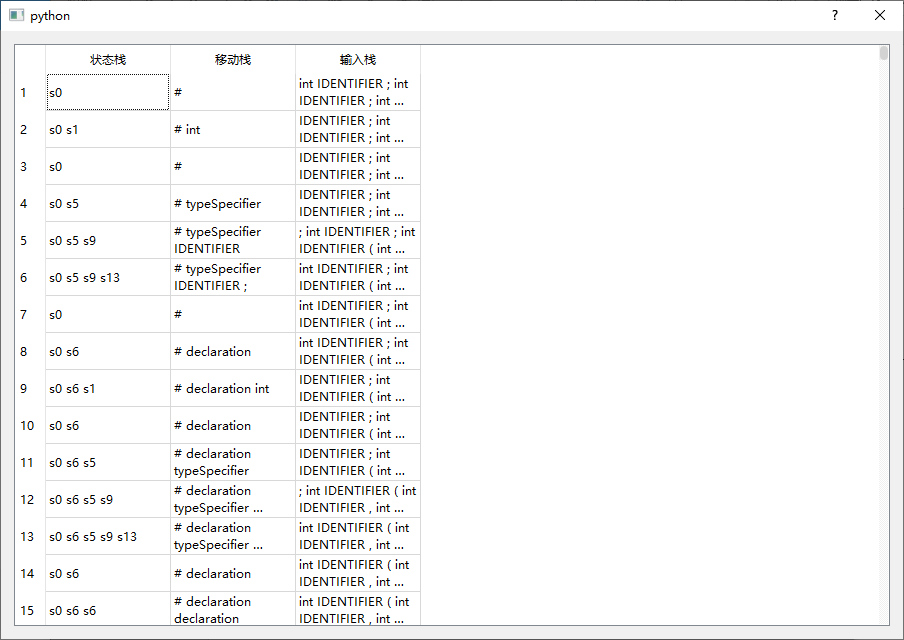 python
? ×
状态栈 移动栈 输入栈
1 s0 # int IDENTIFIER ; int
IDENTIFIER ; int ...
2 s0 s1 # int IDENTIFIER ; int
IDENTIFIER ; int ...
3 s0 # IDENTIFIER ; int
IDENTIFIER ; int ...
4 s0 s5 # typeSpecifier IDENTIFIER ; int
IDENTIFIER ; int ...
5 s0 s5 s9 # typeSpecifier ; int IDENTIFIER ; int
IDENTIFIER IDENTIFIER ( int ...
6 s0 s5 s9 s13 # typeSpecifier int IDENTIFIER ; int
IDENTIFIER ; IDENTIFIER ( int ...
7 s0 # int IDENTIFIER ; int
IDENTIFIER ( int ...
8 s0 s6 # declaration int IDENTIFIER ; int
IDENTIFIER ( int ...
9 s0 s6 s1 # declaration int IDENTIFIER ; int
IDENTIFIER ( int ...
10 s0 s6 # declaration IDENTIFIER ; int
IDENTIFIER ( int ...
11 s0 s6 s5 # declaration IDENTIFIER ; int
typeSpecifier IDENTIFIER ( int ...
12 s0 s6 s5 s9 # declaration ; int IDENTIFIER ( int
typeSpecifier ... IDENTIFIER , int ...
13 s0 s6 s5 s9 s13 # declaration int IDENTIFIER ( int
typeSpecifier ... IDENTIFIER , int ...
14 s0 s6 # declaration int IDENTIFIER ( int
IDENTIFIER , int ...
15 s0 s6 s6 # declaration int IDENTIFIER ( int
declaration IDENTIFIER , int ...